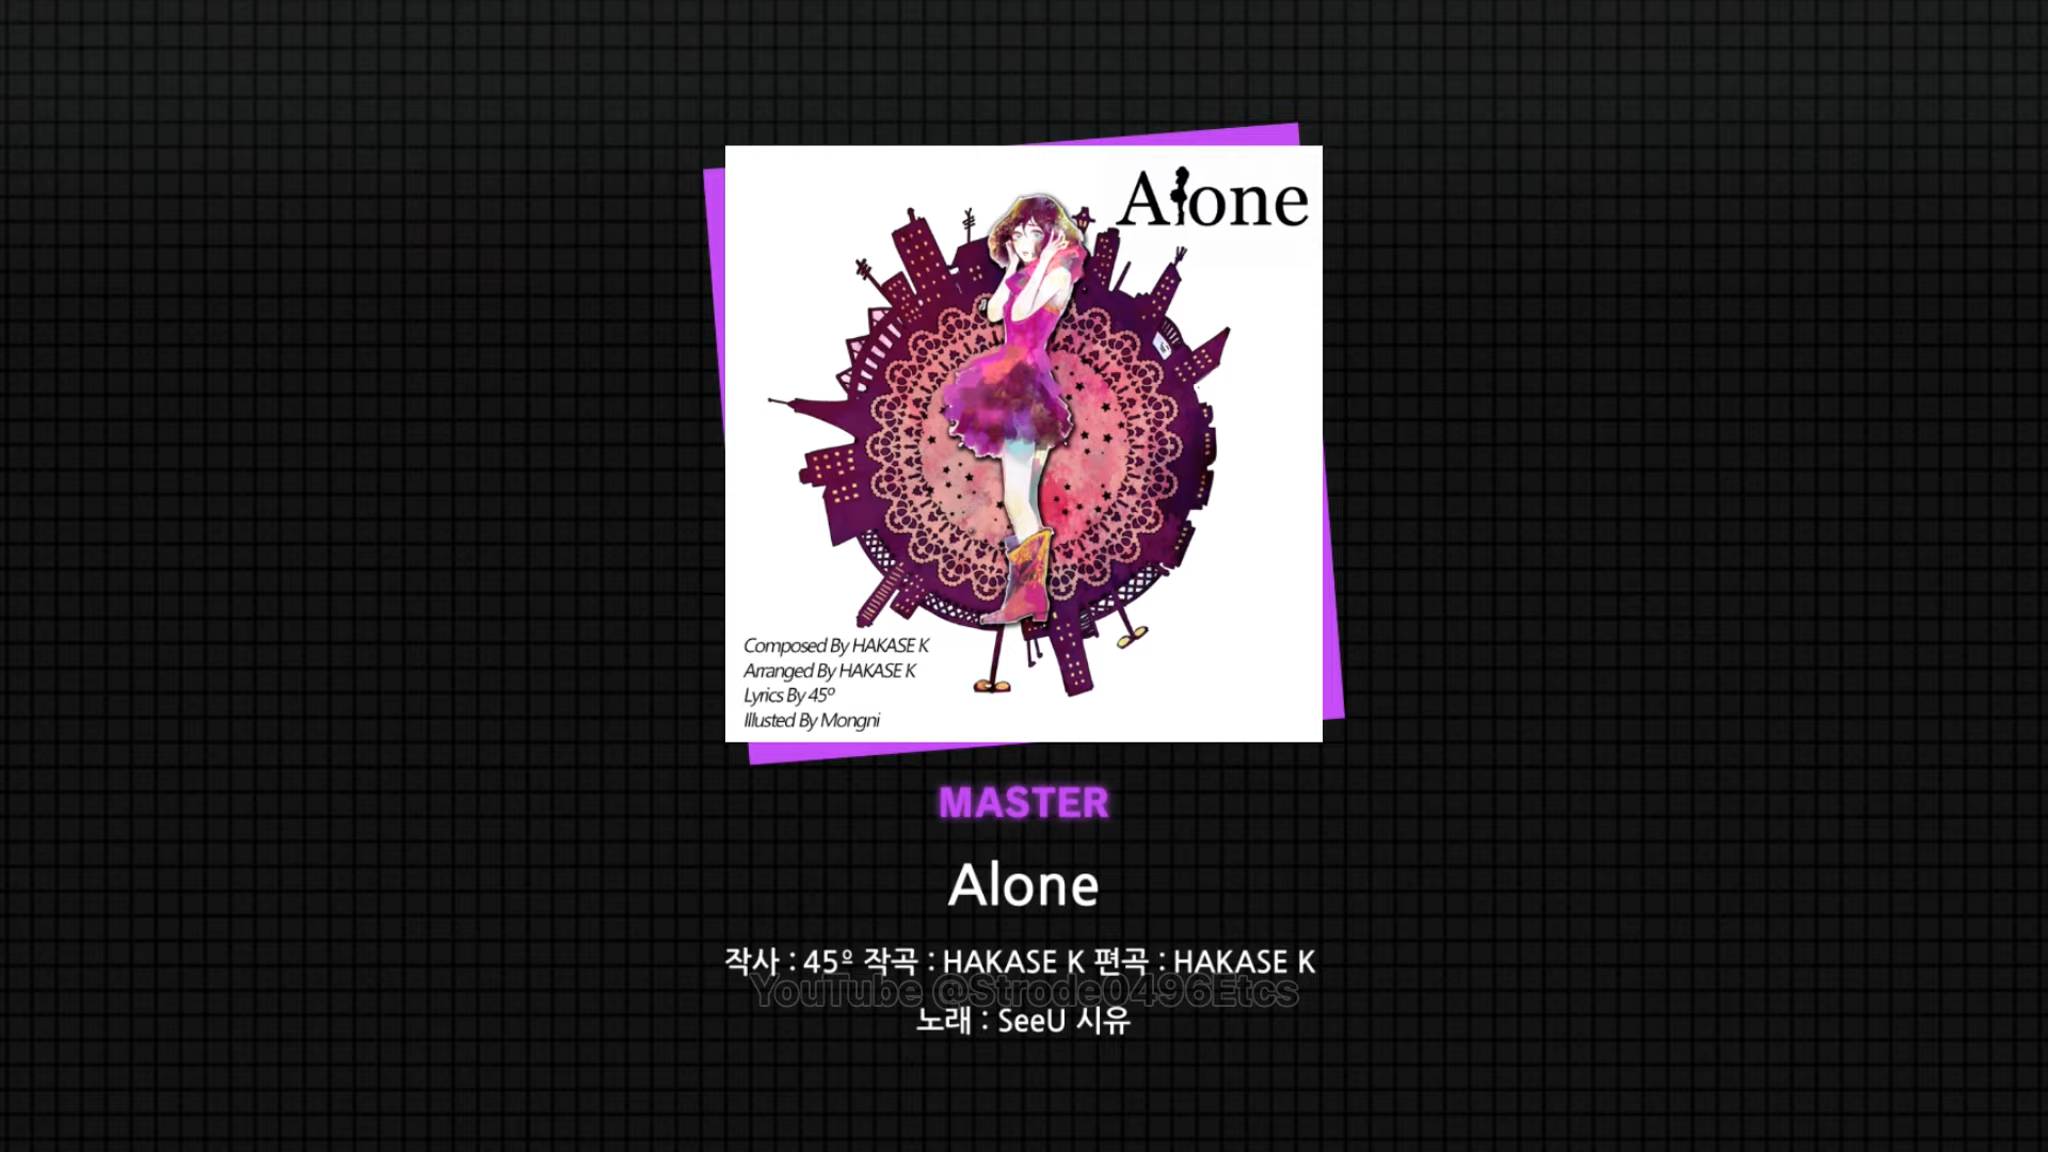 Alone
Composed By HAKASE K
Arranged By HAKASE K
Lyrics By 45º
Illusted By Mongni
MASTER
Alone
작사 : 45º 작곡 : HAKASE K 편곡 : HAKASE K
YouTube @Strode0496Etcs
노래 : SeeU 시유